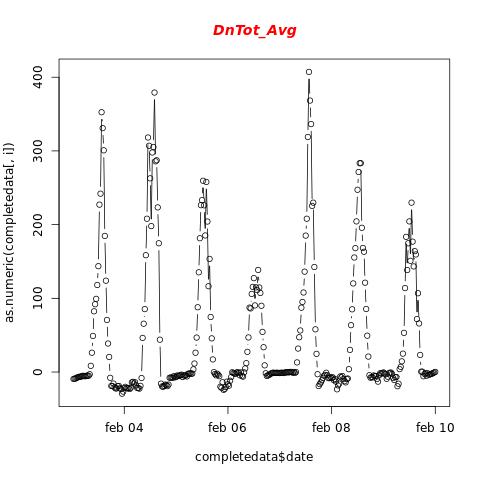 DnTot_Avg
as.numeric(completedata[, i])
400
300
200
100
0
feb 04
feb 06
feb 08
feb 10
completedata$date